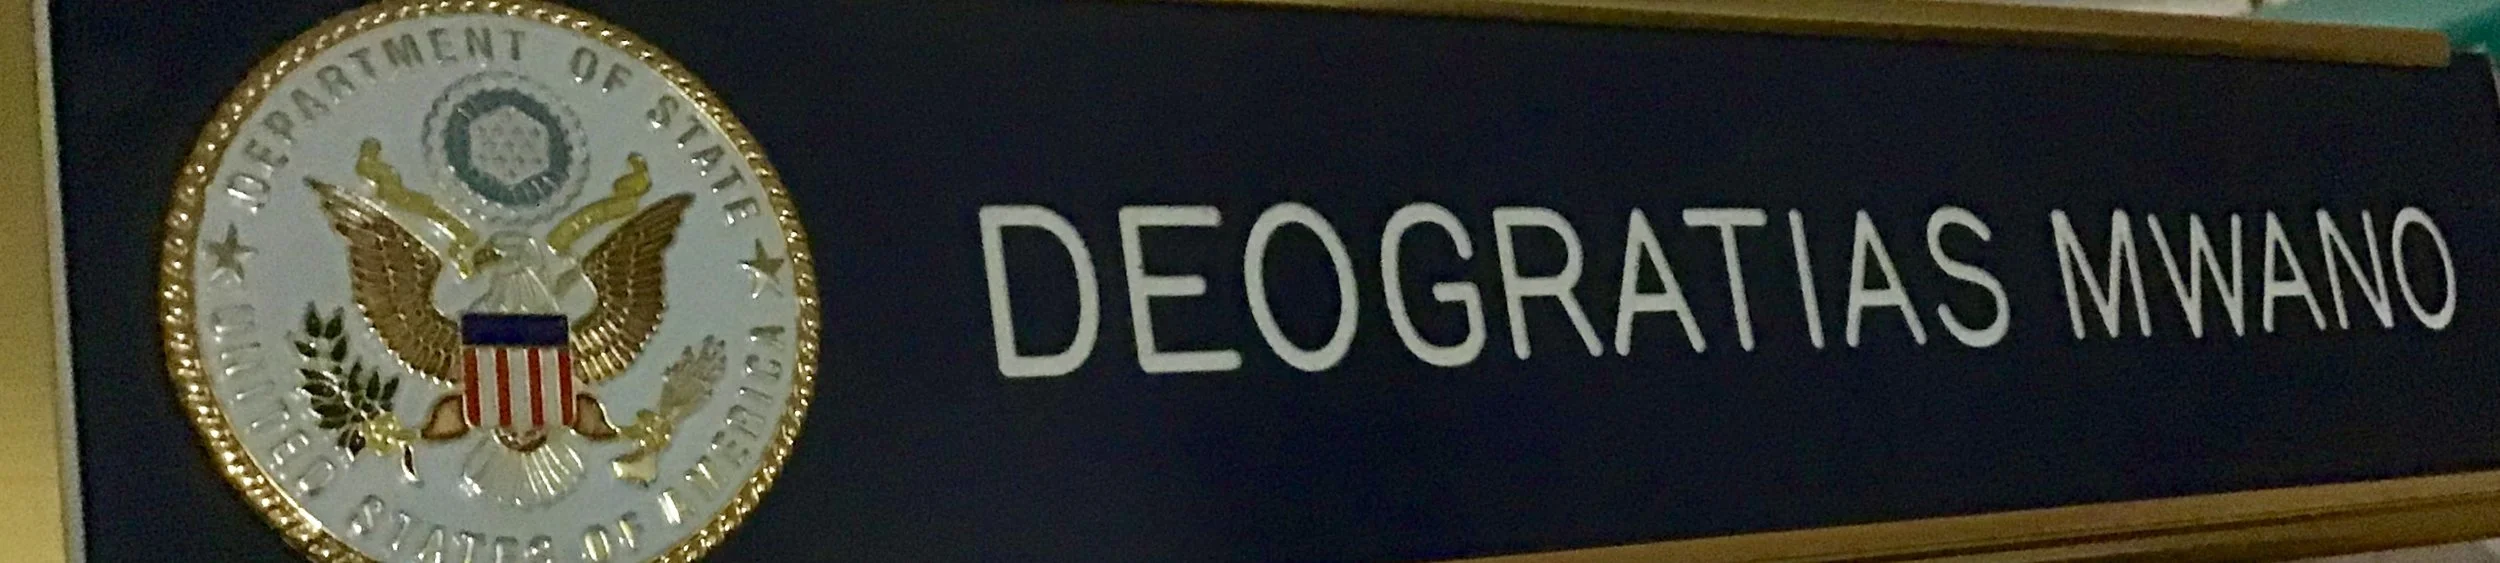 DEPARTMENT OF STATE
UNITED STATES OF AMERICA
DEOGRATIAS MWANO